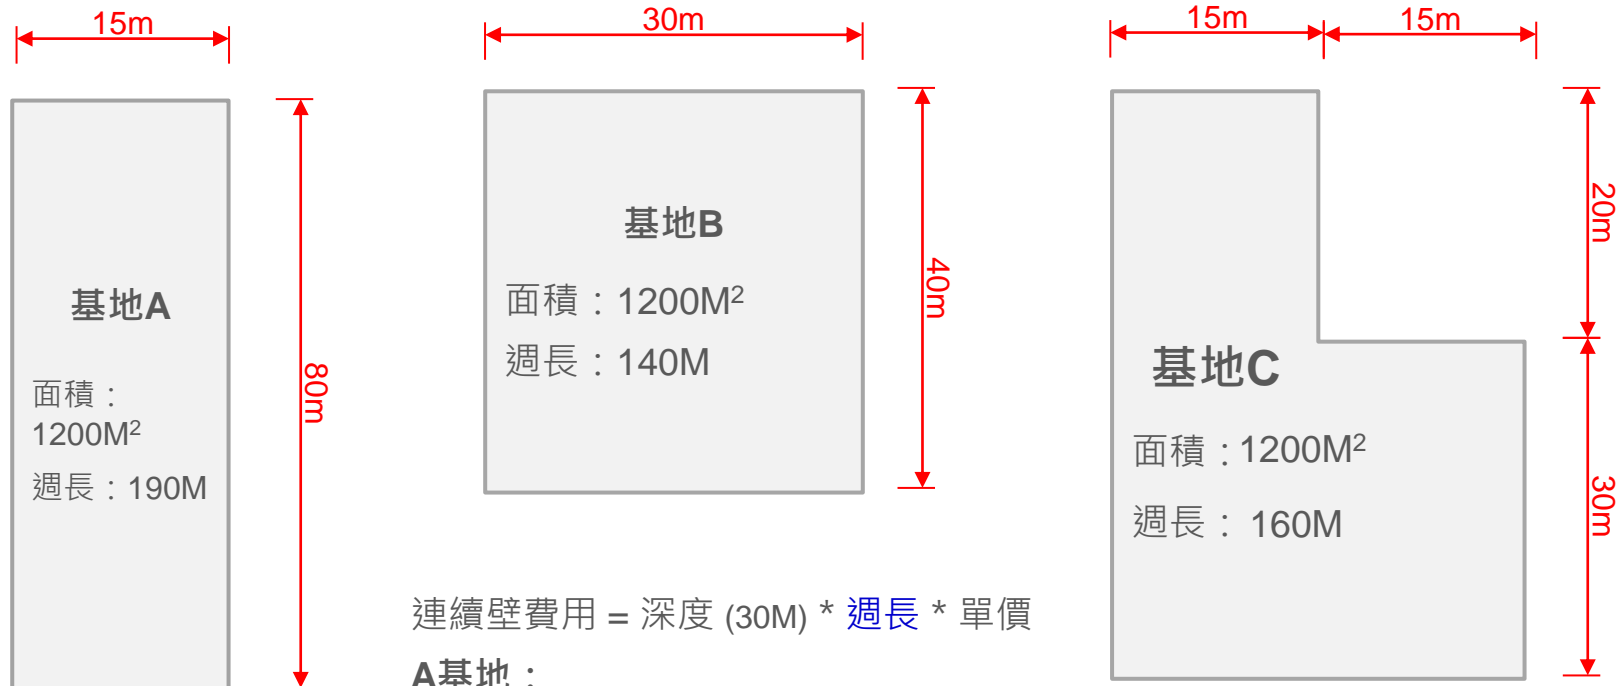 15m
30m
15m
15m
基地A
面積：
1200M²
週長：190M
80m
基地B
面積：1200M²
週長：140M
40m
基地C
面積：1200M²
週長： 160M
20m
30m
連續壁費用 = 深度 (30M) * 週長 * 單價
A基地：